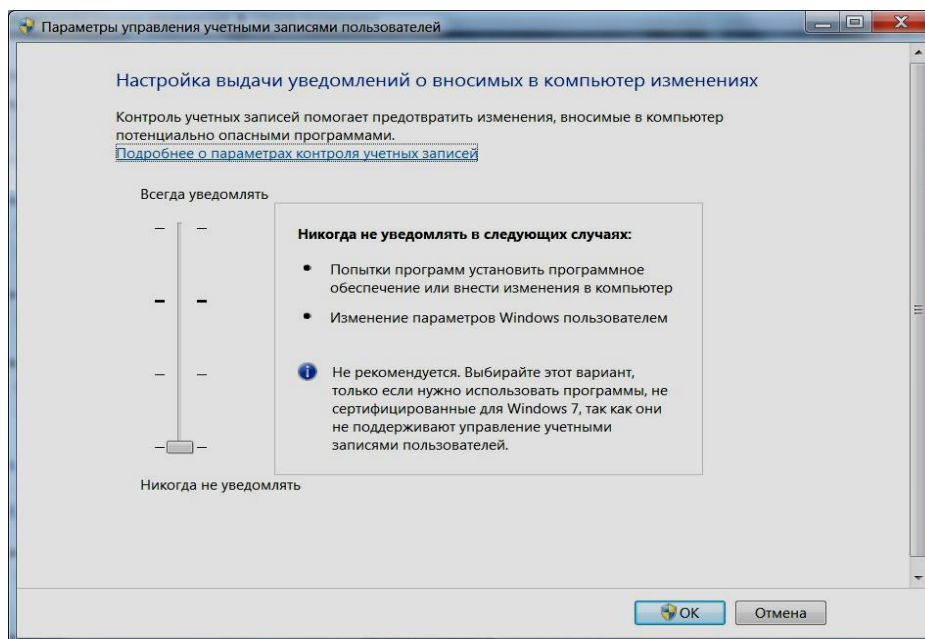 Параметры управления учетными записями пользователей
Настройка выдачи уведомлений о вносимых в компьютер изменениях
Контроль учетных записей помогает предотвратить изменения, вносимые в компьютер
потенциально опасными программами.
Подробнее о параметрах контроля учетных записей
Всегда уведомлять
Никогда не уведомлять в следующих случаях:
Попытки программ установить программное
обеспечение или внести изменения в компьютер
Изменение параметров Windows пользователем
Не рекомендуется. Выбирайте этот вариант,
только если нужно использовать программы, не
сертифицированные для Windows 7, так как они
не поддерживают управление учетными
записями пользователей.
Никогда не уведомлять
OK
Отмена